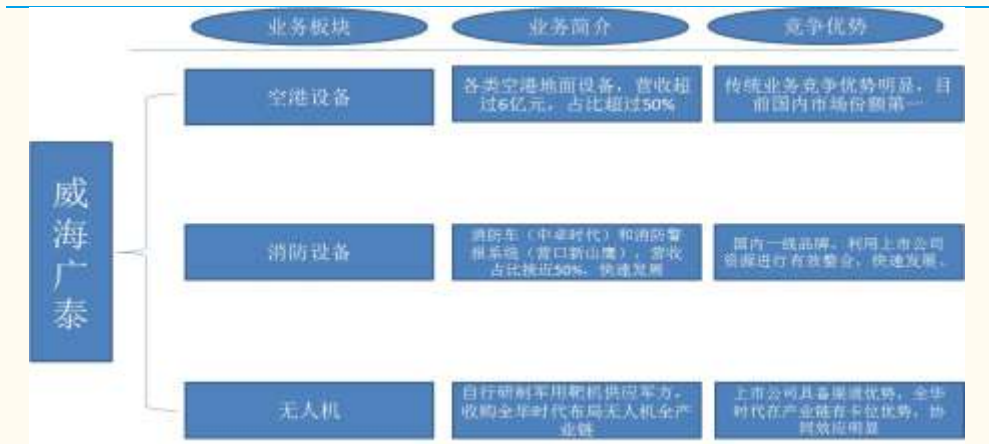 业务板块
业务简介
竞争优势
威海广泰
空港设备
各类空港地面设备，营收超
过6亿元，占比超过50%
传统业务竞争优势明显，目
前国内市场份额第一
消防设备
消防车（中卓时代）和消防警
报系统（营口新山鹰），营收
占比接近50%，快速发展
国内一线品牌，利用上市公司
资源进行有效整合，快速发展。
无人机
自行研制军用靶机供应军方，
收购全华时代布局无人机全产
业链
上市公司具备渠道优势，全华
时代在产业链有卡位优势，协
同效应明显